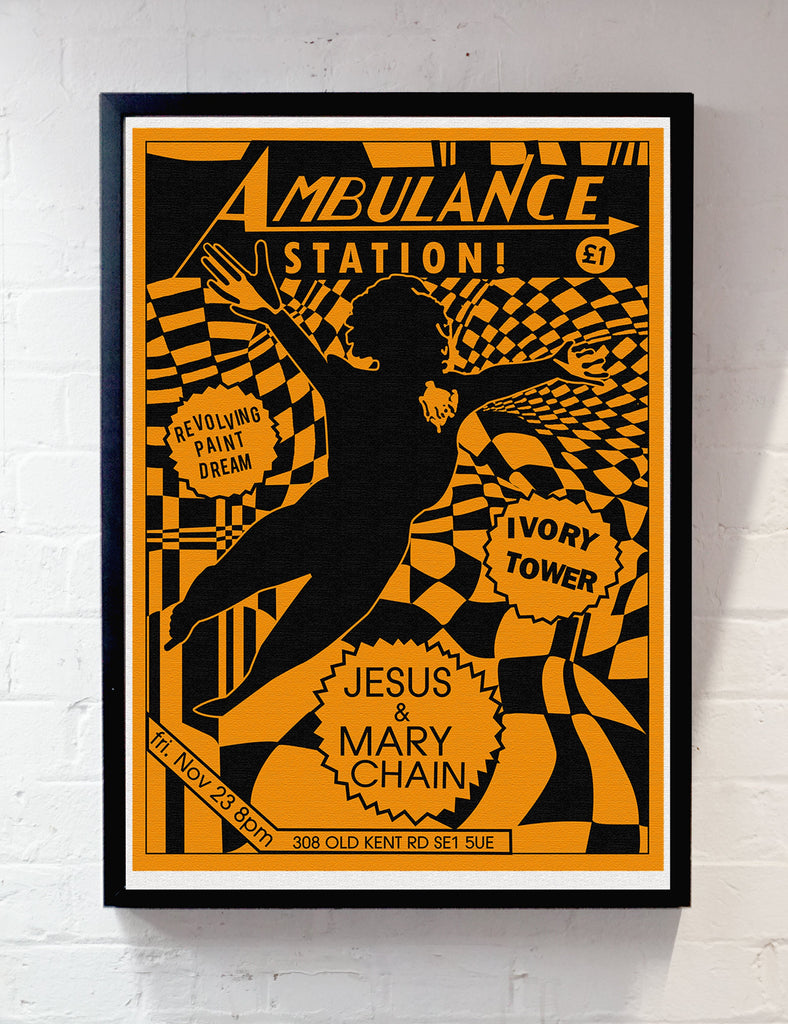 AMBULANCE
STATION!
£1
REVOLVING
PAINT
DREAM
IVORY
TOWER
JESUS
&
MARY
CHAIN
fri. Nov 23 8pm
308 OLD KENT RD SE1 5UE